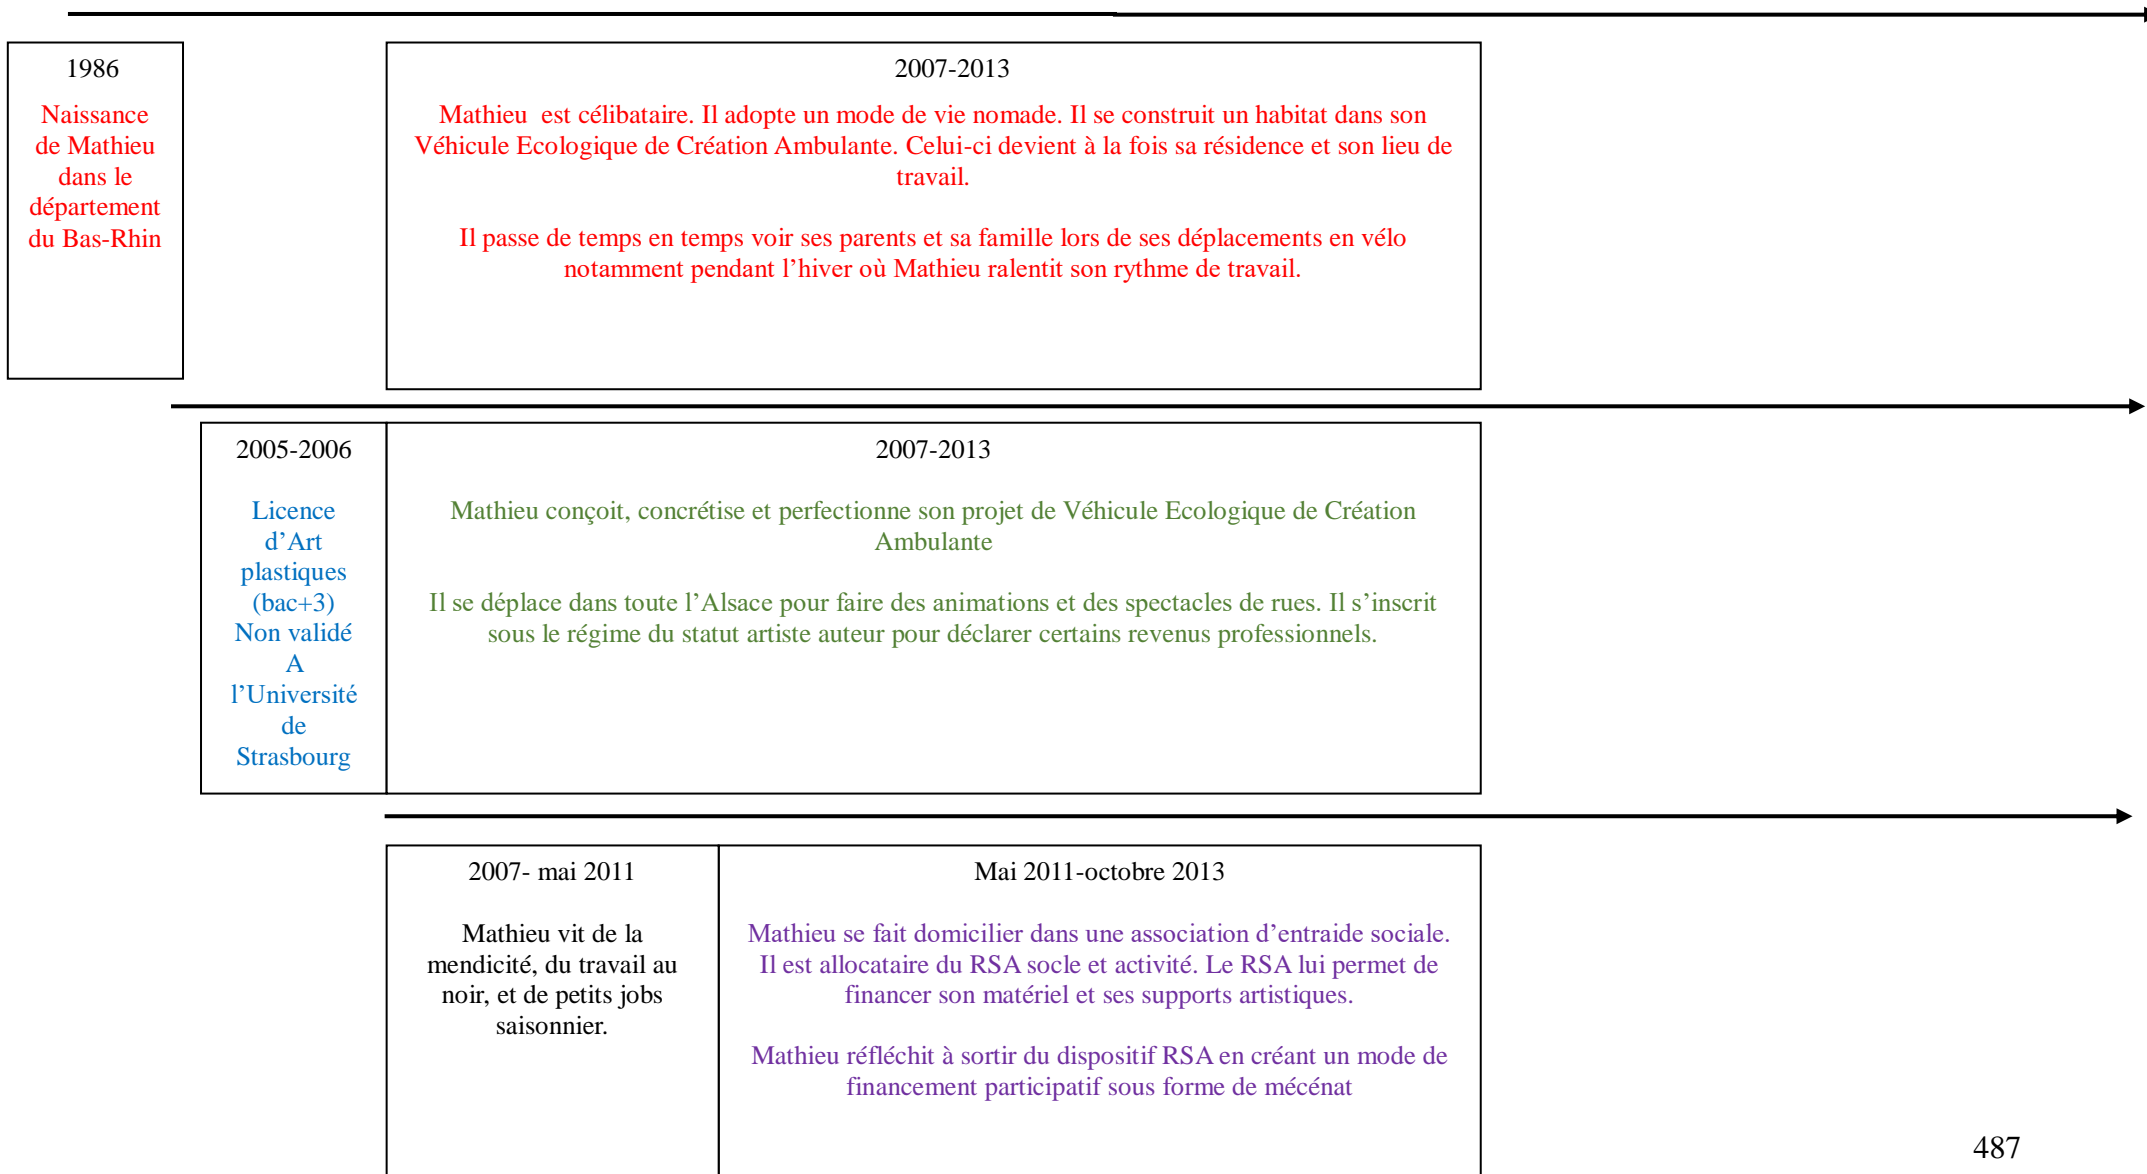 1986
Naissance
de Mathieu
dans le
département
du Bas-Rhin
2007-2013
Mathieu est célibataire. Il adopte un mode de vie nomade. Il se construit un habitat dans son
Véhicule Ecologique de Création Ambulante. Celui-ci devient à la fois sa résidence et son lieu de
travail.
Il passe de temps en temps voir ses parents et sa famille lors de ses déplacements en vélo
notamment pendant l’hiver où Mathieu ralentit son rythme de travail.
2005-2006
Licence
d’Art
plastiques
(bac+3)
Non validé
A
l’Université
de
Strasbourg
2007-2013
Mathieu conçoit, concrétise et perfectionne son projet de Véhicule Ecologique de Création
Ambulante
Il se déplace dans toute l’Alsace pour faire des animations et des spectacles de rues. Il s’inscrit
sous le régime du statut artiste auteur pour déclarer certains revenus professionnels.
2007- mai 2011
Mathieu vit de la
mendicité, du travail au
noir, et de petits jobs
saisonnier.
Mai 2011-octobre 2013
Mathieu se fait domicilier dans une association d’entraide sociale.
Il est allocataire du RSA socle et activité. Le RSA lui permet de
financer son matériel et ses supports artistiques.
Mathieu réfléchit à sortir du dispositif RSA en créant un mode de
financement participatif sous forme de mécénat
487